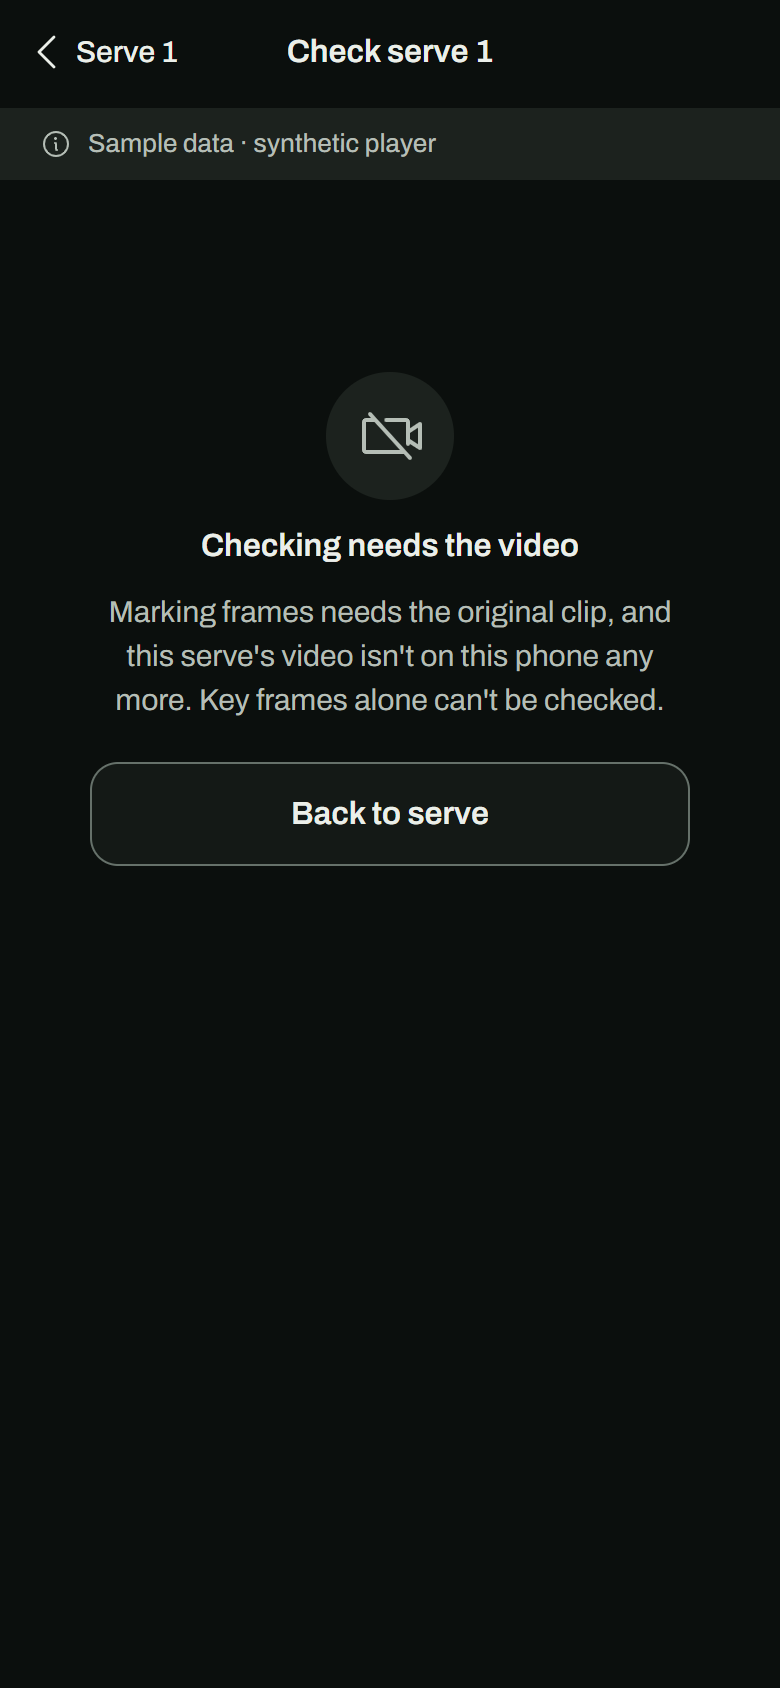 Serve 1
Check serve 1
Sample data · synthetic player
Checking needs the video
Marking frames needs the original clip, and
this serve's video isn't on this phone any
more. Key frames alone can't be checked.
Back to serve